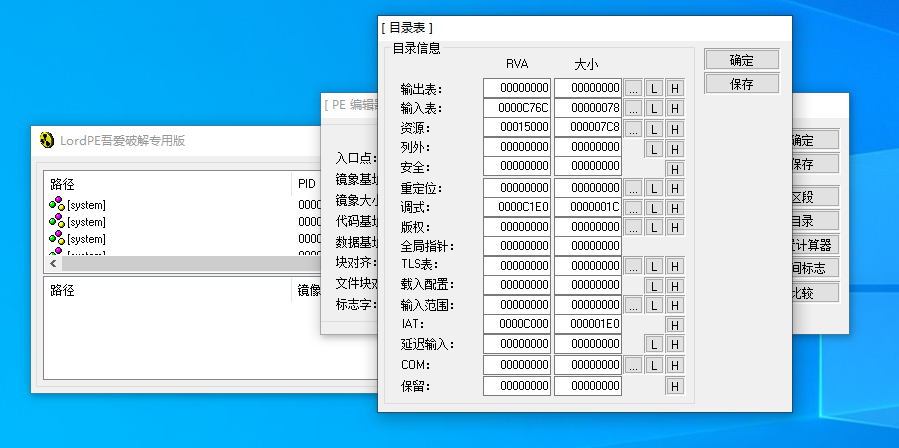 [ 目录表 ]
目录信息
RVA 大小
输出表: 00000000 00000000 ... L H
输入表: 0000C76C 00000078 ... L H
资源: 00015000 000007C8 ... L H
列外: 00000000 00000000 L H
安全: 00000000 00000000 H
重定位: 00000000 00000000 ... L H
调式: 0000C1E0 0000001C ... L H
版权: 00000000 00000000 ... L H
全局指针: 00000000 00000000
TLS表: 00000000 00000000 ... L H
载入配置: 00000000 00000000 L H
输入范围: 00000000 00000000 ... L H
IAT: 0000C000 000001E0 H
延迟输入: 00000000 00000000 L H
COM: 00000000 00000000 ... L H
保留: 00000000 00000000 H
确定
保存
[ PE 编辑器
入口点:
镜象基址
镜象大小
代码基址
数据基址
块对齐:
文件块对
标志字:
确定
保存
区段
目录
计算器
间标志
比较
LordPE吾爱破解专用版
路径 PID
[system] 0000
[system] 0000
[system] 0000
路径 镜像